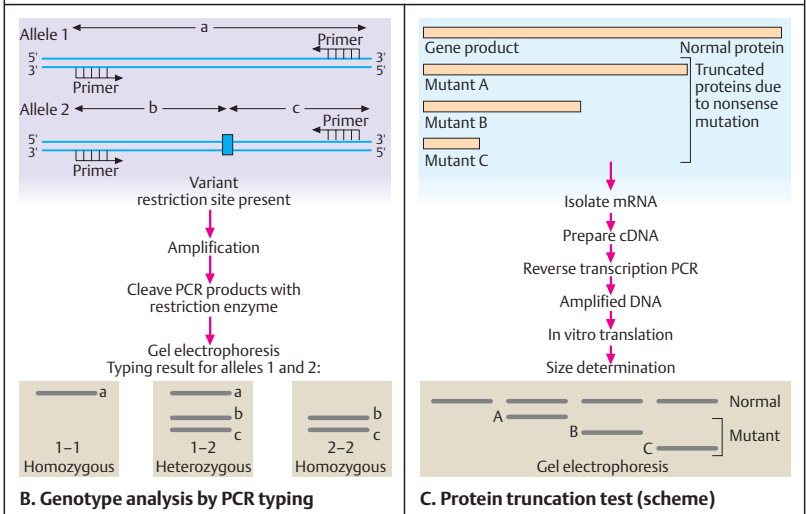 Allele 1
a
Primer
5'
3'
3'
5'
Primer
Allele 2
b
c
Primer
5'
3'
3'
5'
Primer
Variant
restriction site present
Amplification
Cleave PCR products with
restriction enzyme
Gel electrophoresis
Typing result for alleles 1 and 2:
a
1–1
Homozygous
a
b
c
1–2
Heterozygous
b
c
2–2
Homozygous
B. Genotype analysis by PCR typing
Gene product
Normal protein
Mutant A
Mutant B
Mutant C
Truncated
proteins due
to nonsense
mutation
Isolate mRNA
Prepare cDNA
Reverse transcription PCR
Amplified DNA
In vitro translation
Size determination
Normal
A
B
C
Mutant
Gel electrophoresis
C. Protein truncation test (scheme)